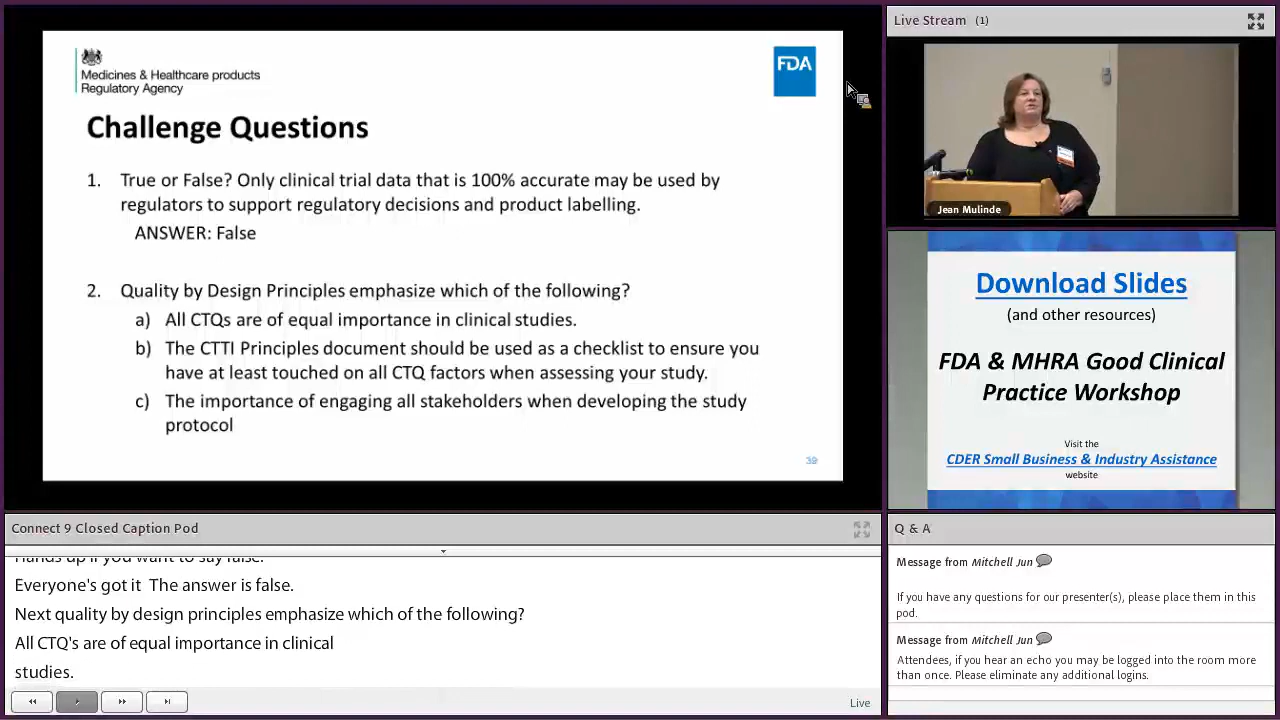 Medicines & Healthcare products
Regulatory Agency
FDA
Challenge Questions
1. True or False? Only clinical trial data that is 100% accurate may be used by
regulators to support regulatory decisions and product labelling.
ANSWER: False
2. Quality by Design Principles emphasize which of the following?
a) All CTQs are of equal importance in clinical studies.
b) The CTTI Principles document should be used as a checklist to ensure you
have at least touched on all CTQ factors when assessing your study.
c) The importance of engaging all stakeholders when developing the study
protocol
39
Live Stream (1)
Jean Mulinde
Download Slides
(and other resources)
FDA & MHRA Good Clinical
Practice Workshop
Visit the
CDER Small Business & Industry Assistance
website
Connect 9 Closed Caption Pod
Hands up if you want to say false.
Everyone's got it  The answer is false.
Next quality by design principles emphasize which of the following?
All CTQ's are of equal importance in clinical
studies.
Live
Q & A
Message from Mitchell Jun
If you have any questions for our presenter(s), please place them in this
pod.
Message from Mitchell Jun
Attendees, if you hear an echo you may be logged into the room more
than once. Please eliminate any additional logins.